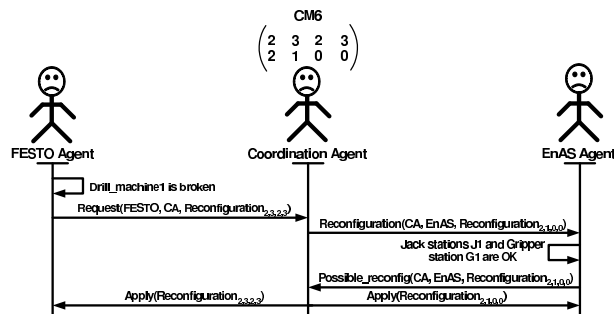 CM6
2 3 2 3
2 1 0 0
FESTO Agent
Coordination Agent
EnAS Agent
Drill_machine1 is broken
Request(FESTO, CA, Reconfiguration2,3,2,3)
Reconfiguration(CA, EnAS, Reconfiguration2,1,0,0)
Jack stations J1 and Gripper
station G1 are OK
Possible_reconfig(CA, EnAS, Reconfiguration2,1,0,0)
Apply(Reconfiguration2,3,2,3)
Apply(Reconfiguration2,1,0,0)